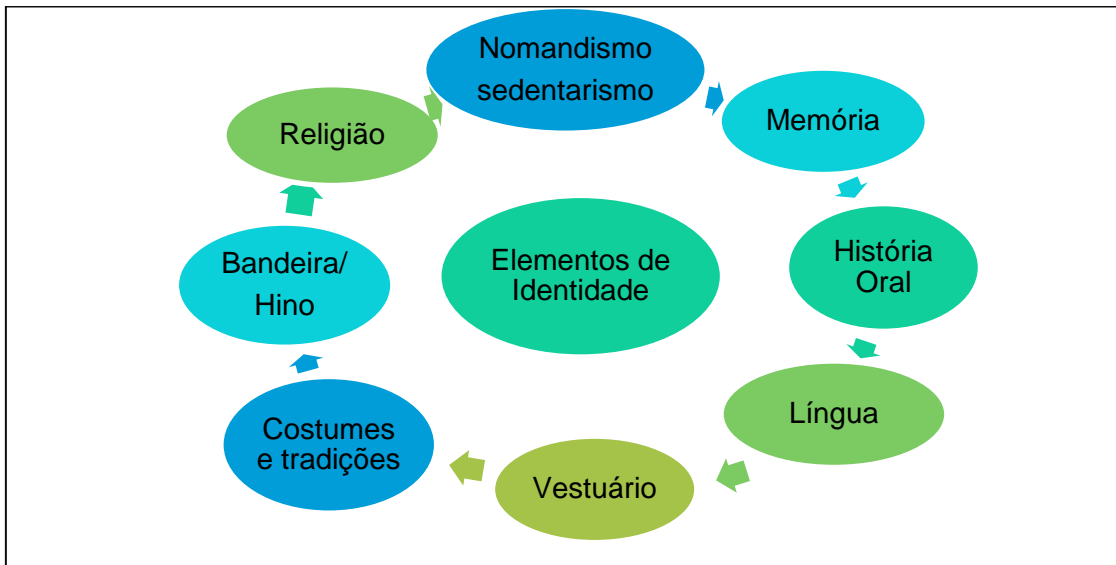 Nomandismo
sedentarismo
Memória
História
Oral
Língua
Vestuário
Costumes
e tradições
Bandeira/
Hino
Religião
Elementos de
Identidade